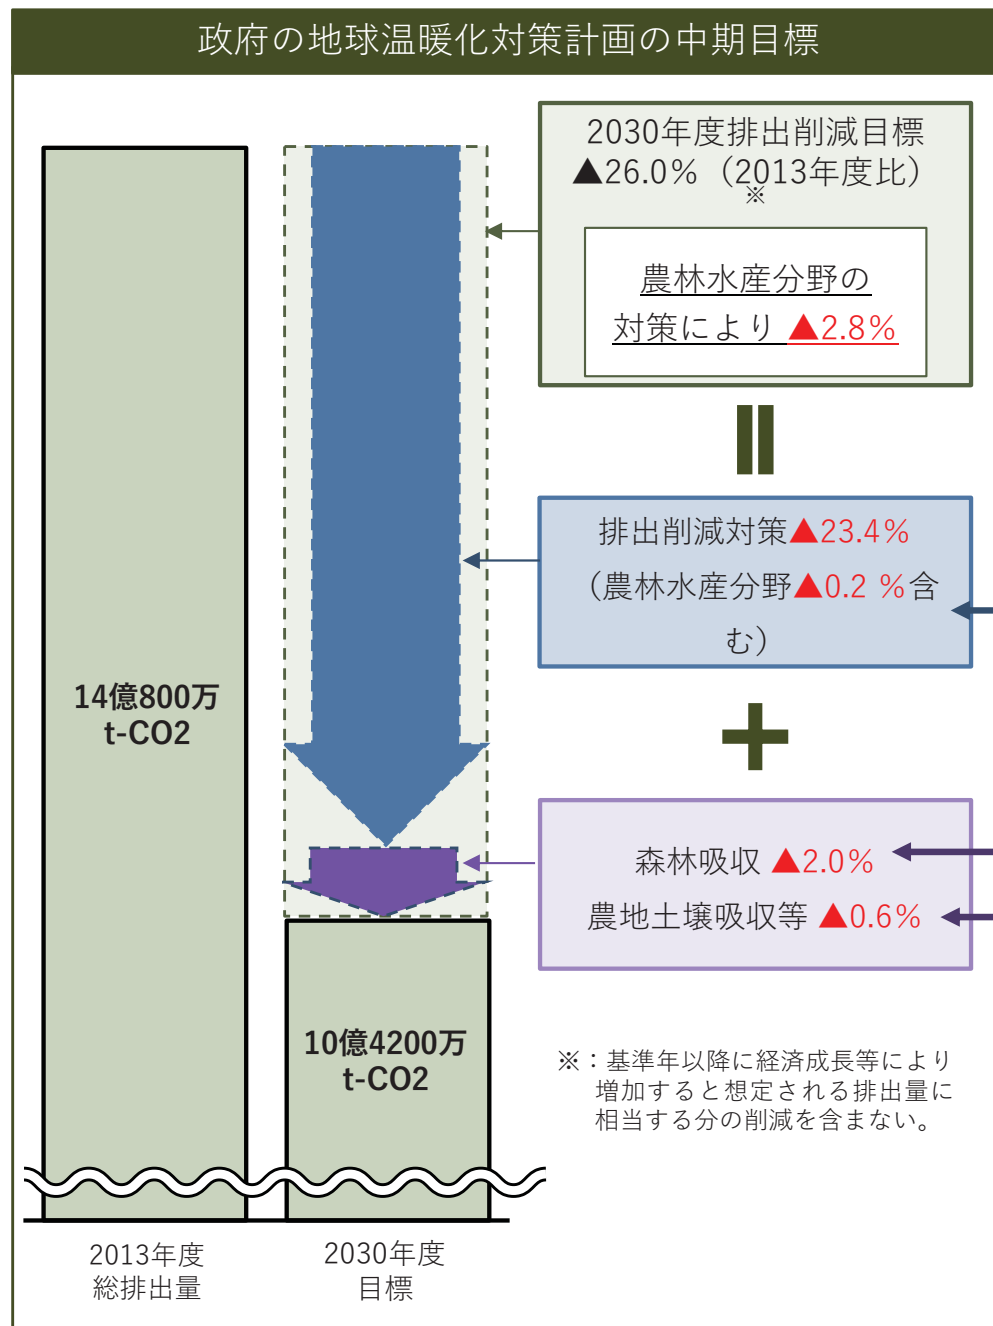 政府の地球温暖化対策計画の中期目標
2030年度排出削減目標
▲26.0%（2013年度比）
※
農林水産分野の
対策により ▲2.8%
排出削減対策▲23.4%
（農林水産分野▲0.2 %含
む）
14億800万
t-CO2
森林吸収 ▲2.0%
農地土壌吸収等 ▲0.6%
10億4200万
t-CO2
※：基準年以降に経済成長等により
増加すると想定される排出量に
相当する分の削減を含まない。
2013年度
総排出量
2030年度
目標